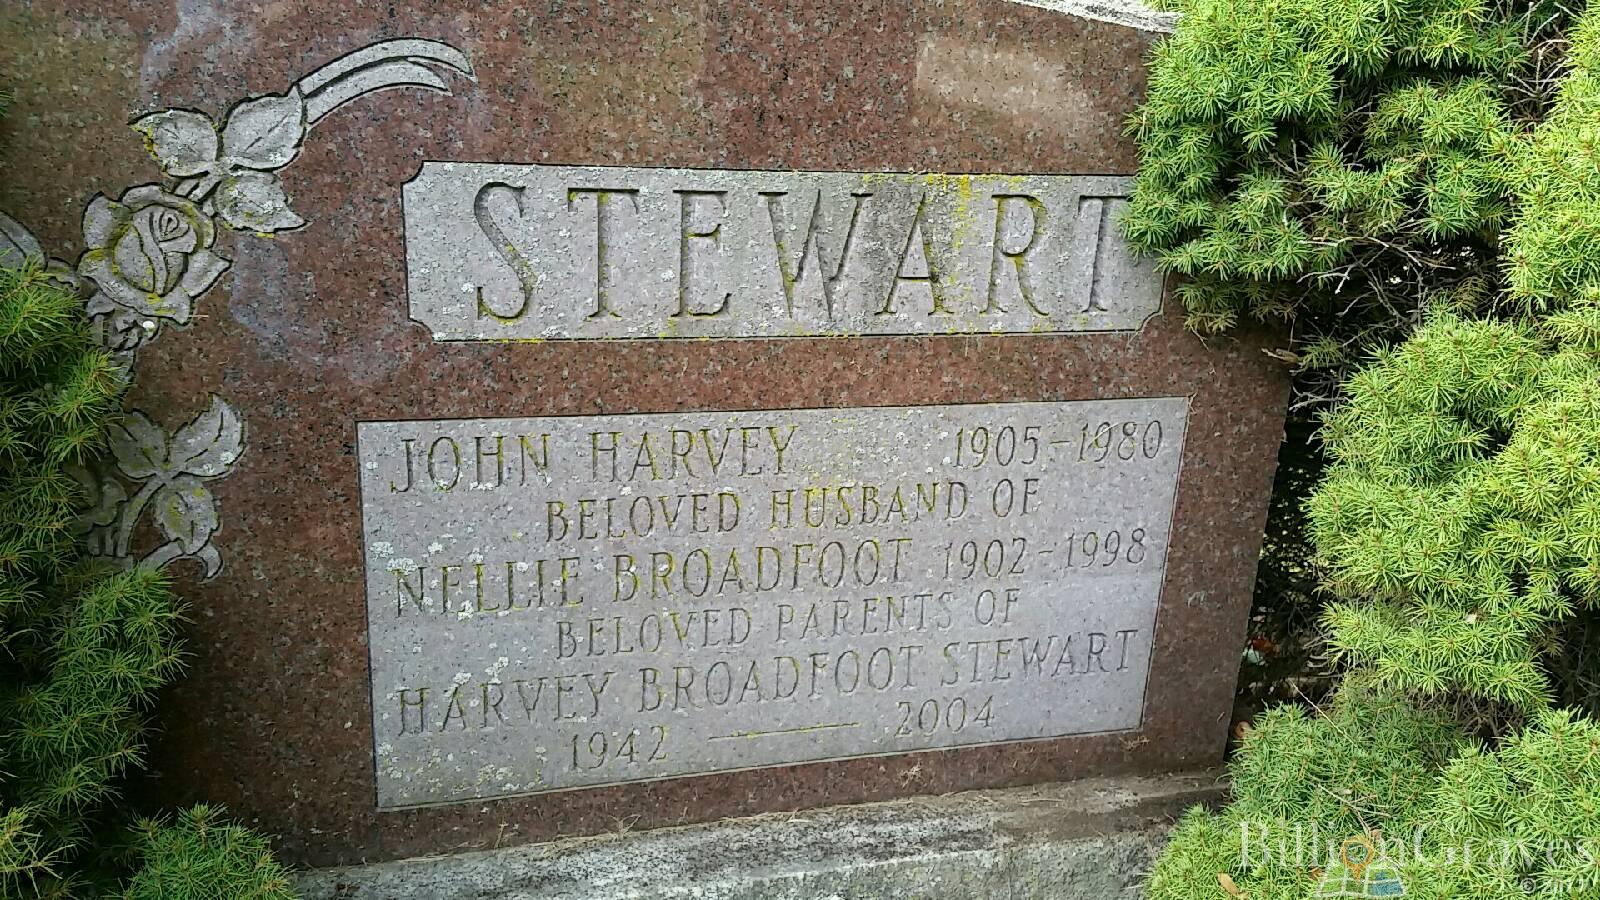 STEWART
JOHN HARVEY 1905-1980
BELOVED HUSBAND OF
NELLIE BROADFOOT 1902-1998
BELOVED PARENTS OF
HARVEY BROADFOOT STEWART
1942 — 2004
BillionGraves